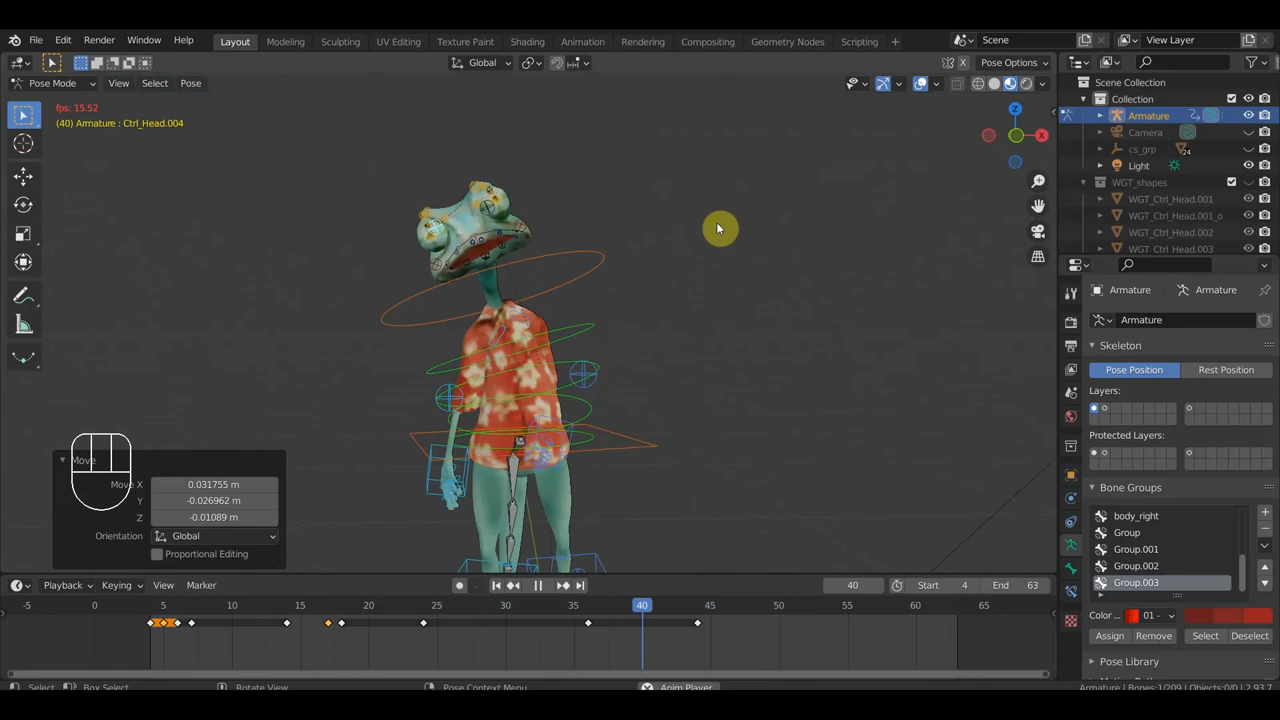 File Edit Render Window Help
Layout Modeling Sculpting UV Editing Texture Paint Shading Animation Rendering Compositing Geometry Nodes Scripting +
Scene View Layer
Global X Pose Options
Pose Mode View Select Pose
fps: 15.52
(40) Armature : Ctrl_Head.004
Z
X
Scene Collection
Collection
Armature
Camera
cs_grp 24
Light
WGT_shapes
WGT_Ctrl_Head.001
WGT_Ctrl_Head.001_o
WGT_Ctrl_Head.002
WGT_Ctrl_Head.003
Armature Armature
Armature
Skeleton
Pose Position Rest Position
Layers:
Protected Layers:
Bone Groups
body_right
Group
Group.001
Group.002
Group.003
Color ... 01 -
Assign Remove Select Deselect
Pose Library
Move
Move X 0.031755 m
Y -0.026962 m
Z -0.01089 m
Orientation Global
Proportional Editing
Playback Keying View Marker 40 Start 4 End 63
-5 0 5 10 15 20 25 30 35 40 45 50 55 60 65
Select Box Select Rotate View Pose Context Menu Anim Player Armature | Bones:1/209 | Objects:0/0 | 2.93.7